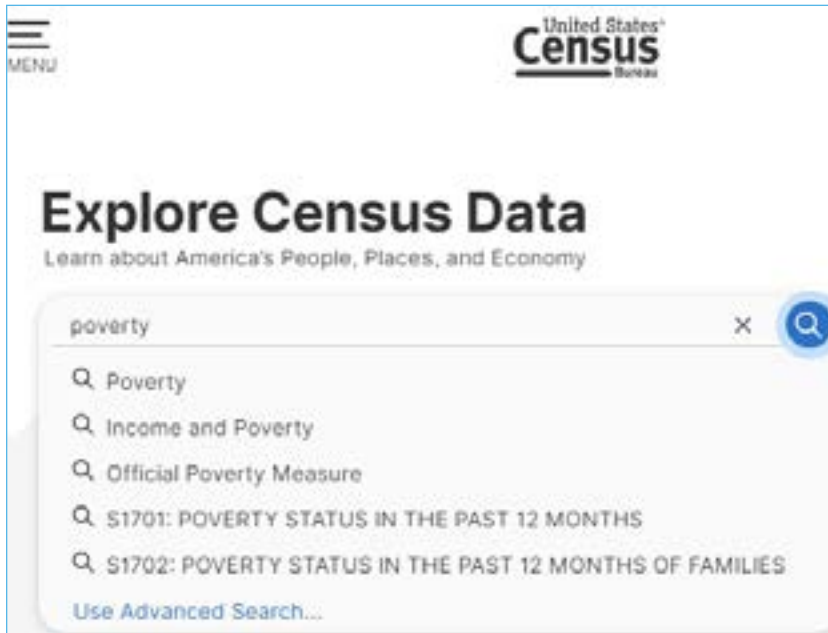 MENU
United States®
Census
Bureau
Explore Census Data
Learn about America's People, Places, and Economy
poverty
Poverty
Income and Poverty
Official Poverty Measure
S1701: POVERTY STATUS IN THE PAST 12 MONTHS
S1702: POVERTY STATUS IN THE PAST 12 MONTHS OF FAMILIES
Use Advanced Search...